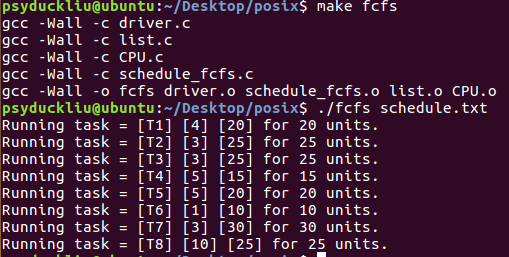 psyduckliu@ubuntu:~/Desktop/posix$ make fcfs
gcc -Wall -c driver.c
gcc -Wall -c list.c
gcc -Wall -c CPU.c
gcc -Wall -c schedule_fcfs.c
gcc -Wall -o fcfs driver.o schedule_fcfs.o list.o CPU.o
psyduckliu@ubuntu:~/Desktop/posix$ ./fcfs schedule.txt
Running task = [T1] [4] [20] for 20 units.
Running task = [T2] [3] [25] for 25 units.
Running task = [T3] [3] [25] for 25 units.
Running task = [T4] [5] [15] for 15 units.
Running task = [T5] [5] [20] for 20 units.
Running task = [T6] [1] [10] for 10 units.
Running task = [T7] [3] [30] for 30 units.
Running task = [T8] [10] [25] for 25 units.
psyduckliu@ubuntu:~/Desktop/posix$